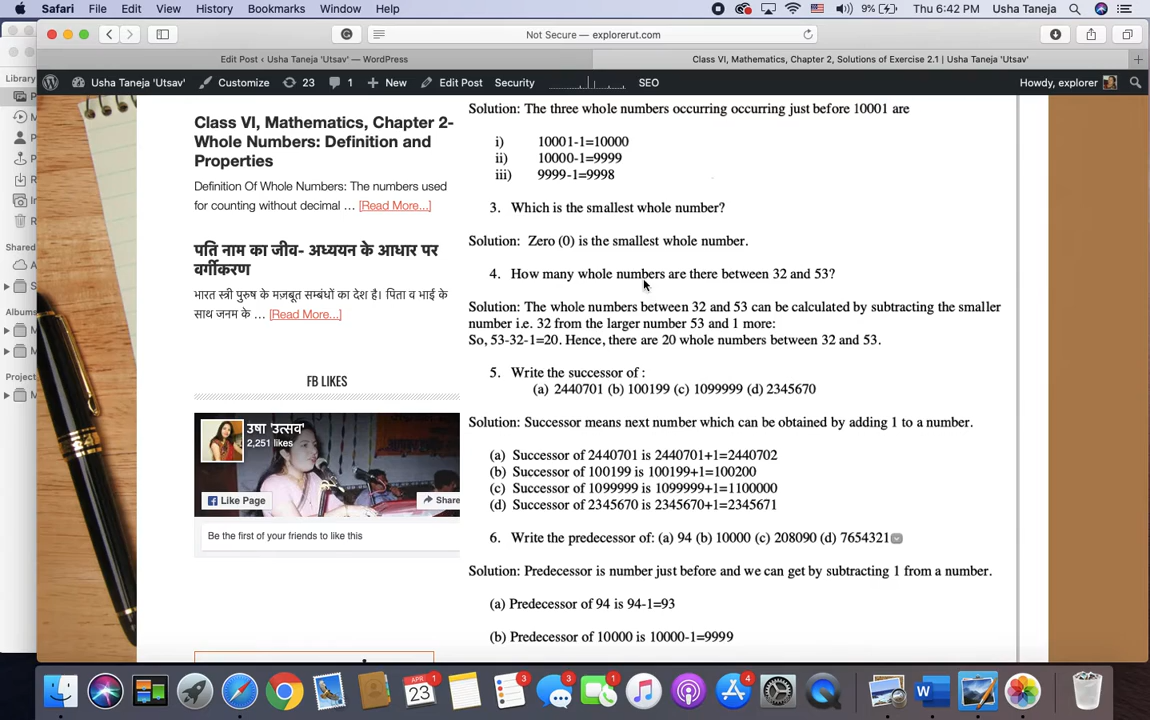 Safari File Edit View History Bookmarks Window Help 9% Thu 6:42 PM Usha Taneja
Not Secure — explorerut.com
Edit Post ‹ Usha Taneja 'Utsav' — WordPress
Class VI, Mathematics, Chapter 2, Solutions of Exercise 2.1 | Usha Taneja 'Utsav'
Usha Taneja 'Utsav' Customize 23 1 New Edit Post Security SEO Howdy, explorer
Library
P
M
P
R
In
R
Shared
A
S
Albums
M
M
Project
M
Class VI, Mathematics, Chapter 2-
Whole Numbers: Definition and
Properties
Definition Of Whole Numbers: The numbers used
for counting without decimal … [Read More...]
पति नाम का जीव- अध्ययन के आधार पर
वर्गीकरण
भारत स्त्री पुरुष के मज़बूत सम्बंधों का देश है। पिता व भाई के
साथ जनम के … [Read More...]
FB LIKES
उषा 'उत्सव'
2,251 likes
Like Page Share
Be the first of your friends to like this
Solution: The three whole numbers occurring occurring just before 10001 are
i) 10001-1=10000
ii) 10000-1=9999
iii) 9999-1=9998
3. Which is the smallest whole number?
Solution: Zero (0) is the smallest whole number.
4. How many whole numbers are there between 32 and 53?
Solution: The whole numbers between 32 and 53 can be calculated by subtracting the smaller
number i.e. 32 from the larger number 53 and 1 more:
So, 53-32-1=20. Hence, there are 20 whole numbers between 32 and 53.
5. Write the successor of :
(a) 2440701 (b) 100199 (c) 1099999 (d) 2345670
Solution: Successor means next number which can be obtained by adding 1 to a number.
(a) Successor of 2440701 is 2440701+1=2440702
(b) Successor of 100199 is 100199+1=100200
(c) Successor of 1099999 is 1099999+1=1100000
(d) Successor of 2345670 is 2345670+1=2345671
6. Write the predecessor of: (a) 94 (b) 10000 (c) 208090 (d) 7654321
Solution: Predecessor is number just before and we can get by subtracting 1 from a number.
(a) Predecessor of 94 is 94-1=93
(b) Predecessor of 10000 is 10000-1=9999
APR
23
1
3
3
1
4